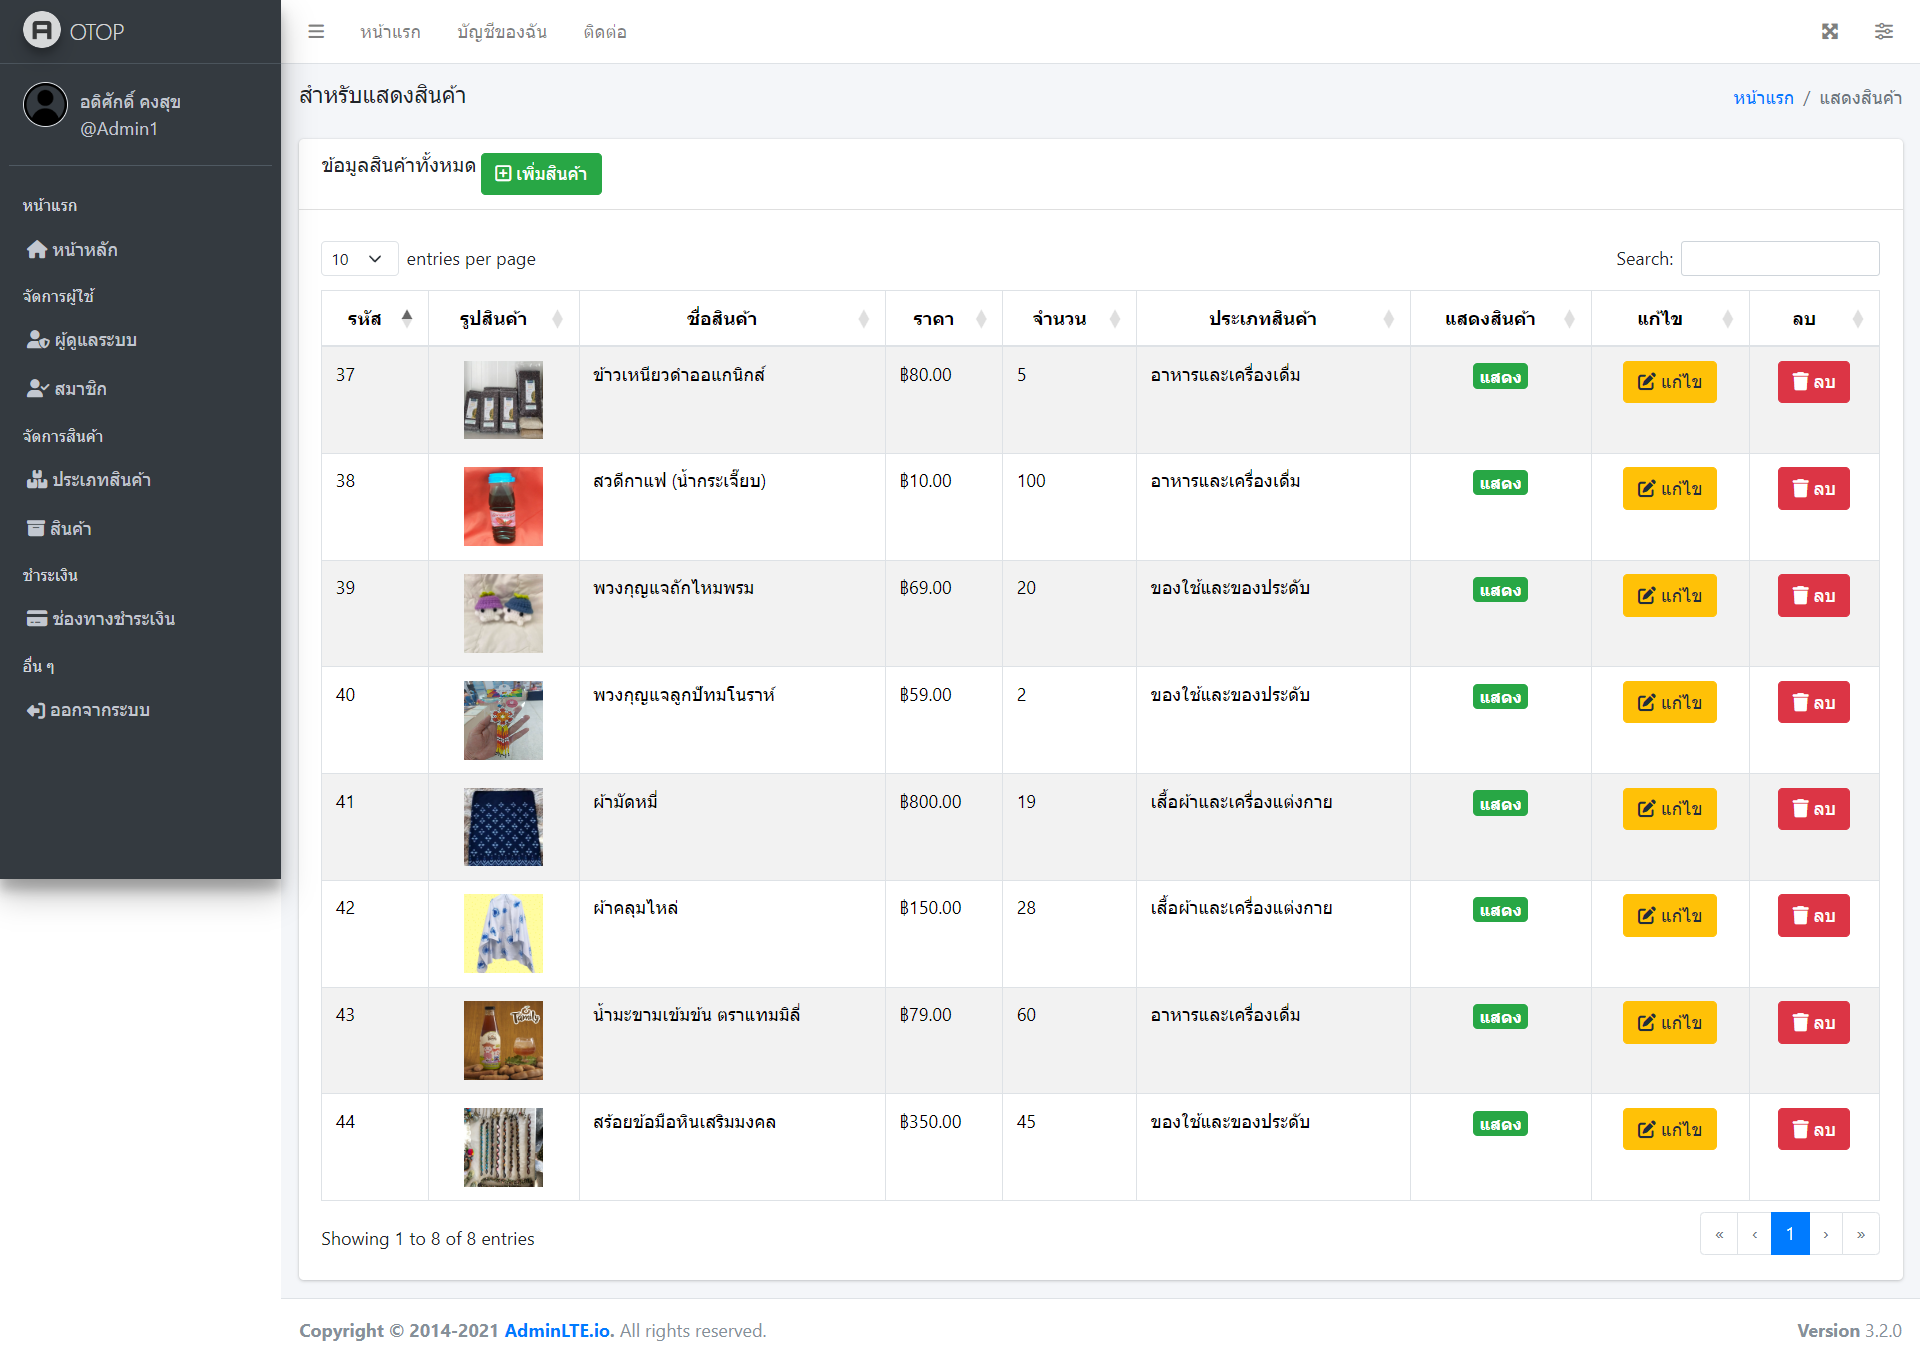 OTOP
อดิศักดิ์ คงสุข
@Admin1
หน้าแรก
หน้าหลัก
จัดการผู้ใช้
ผู้ดูแลระบบ
สมาชิก
จัดการสินค้า
ประเภทสินค้า
สินค้า
ชำระเงิน
ช่องทางชำระเงิน
อื่น ๆ
ออกจากระบบ
หน้าแรก บัญชีของฉัน ติดต่อ
สำหรับแสดงสินค้า
หน้าแรก / แสดงสินค้า
ข้อมูลสินค้าทั้งหมด เพิ่มสินค้า
10 entries per page
Search:
รหัส รูปสินค้า ชื่อสินค้า ราคา จำนวน ประเภทสินค้า แสดงสินค้า แก้ไข ลบ
37 ข้าวเหนียวดำออแกนิกส์ ฿80.00 5 อาหารและเครื่องเดื่ม แสดง แก้ไข ลบ
38 สวดีกาแฟ (น้ำกระเจี๊ยบ) ฿10.00 100 อาหารและเครื่องเดื่ม แสดง แก้ไข ลบ
39 พวงกุญแจถักไหมพรม ฿69.00 20 ของใช้และของประดับ แสดง แก้ไข ลบ
40 พวงกุญแจลูกปัทมโนราห์ ฿59.00 2 ของใช้และของประดับ แสดง แก้ไข ลบ
41 ผ้ามัดหมี่ ฿800.00 19 เสื้อผ้าและเครื่องแต่งกาย แสดง แก้ไข ลบ
42 ผ้าคลุมไหล่ ฿150.00 28 เสื้อผ้าและเครื่องแต่งกาย แสดง แก้ไข ลบ
43 น้ำมะขามเข้มข้น ตราแทมมิลี่ ฿79.00 60 อาหารและเครื่องเดื่ม แสดง แก้ไข ลบ
44 สร้อยข้อมือหินเสริมมงคล ฿350.00 45 ของใช้และของประดับ แสดง แก้ไข ลบ
Showing 1 to 8 of 8 entries
« ‹ 1 › »
Copyright © 2014-2021 AdminLTE.io. All rights reserved.
Version 3.2.0